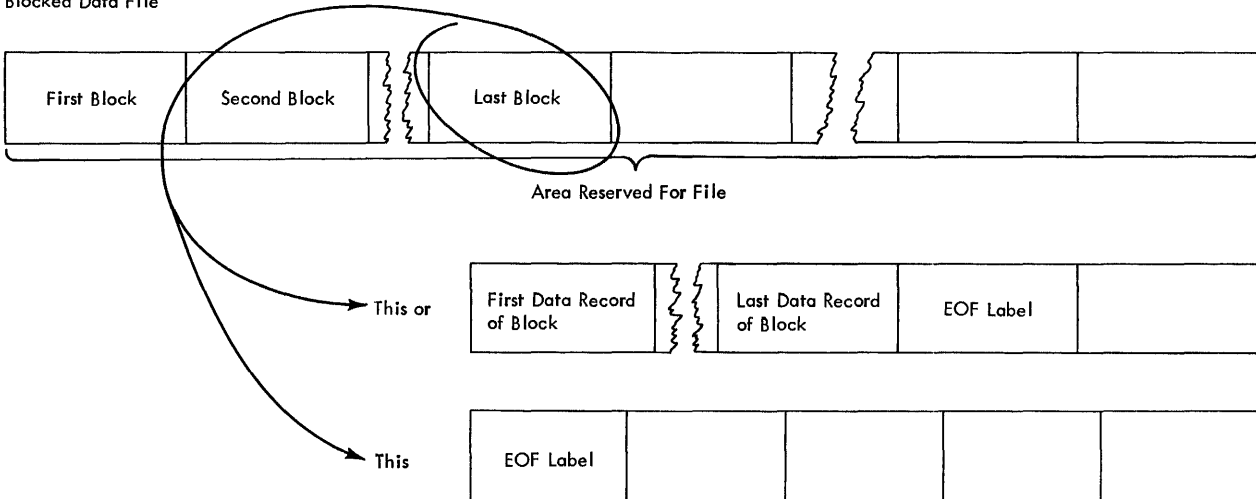 Blocked Data File
First Block
Second Block
Last Block
Area Reserved For File
This or
First Data Record
of Block
Last Data Record
of Block
EOF Label
This
EOF Label